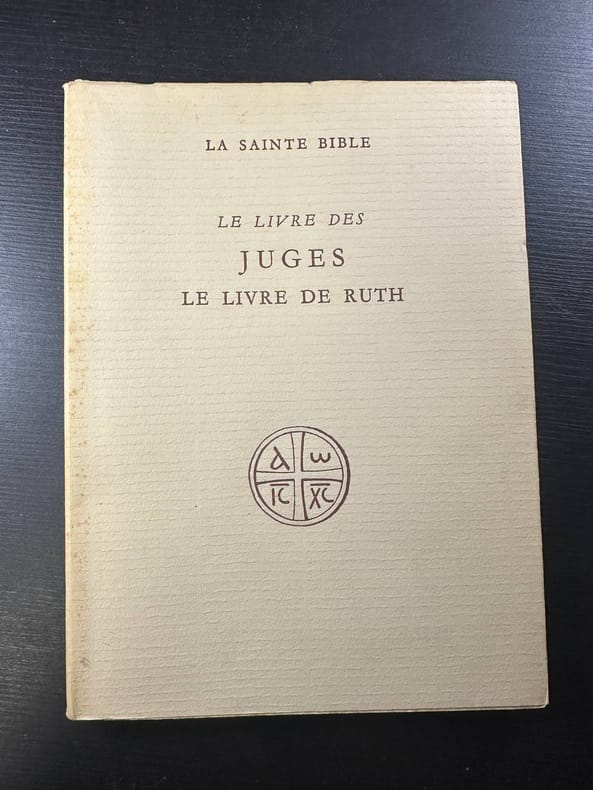 LA SAINTE BIBLE
LE LIVRE DES
JUGES
LE LIVRE DE RUTH
Α ω
IC XC